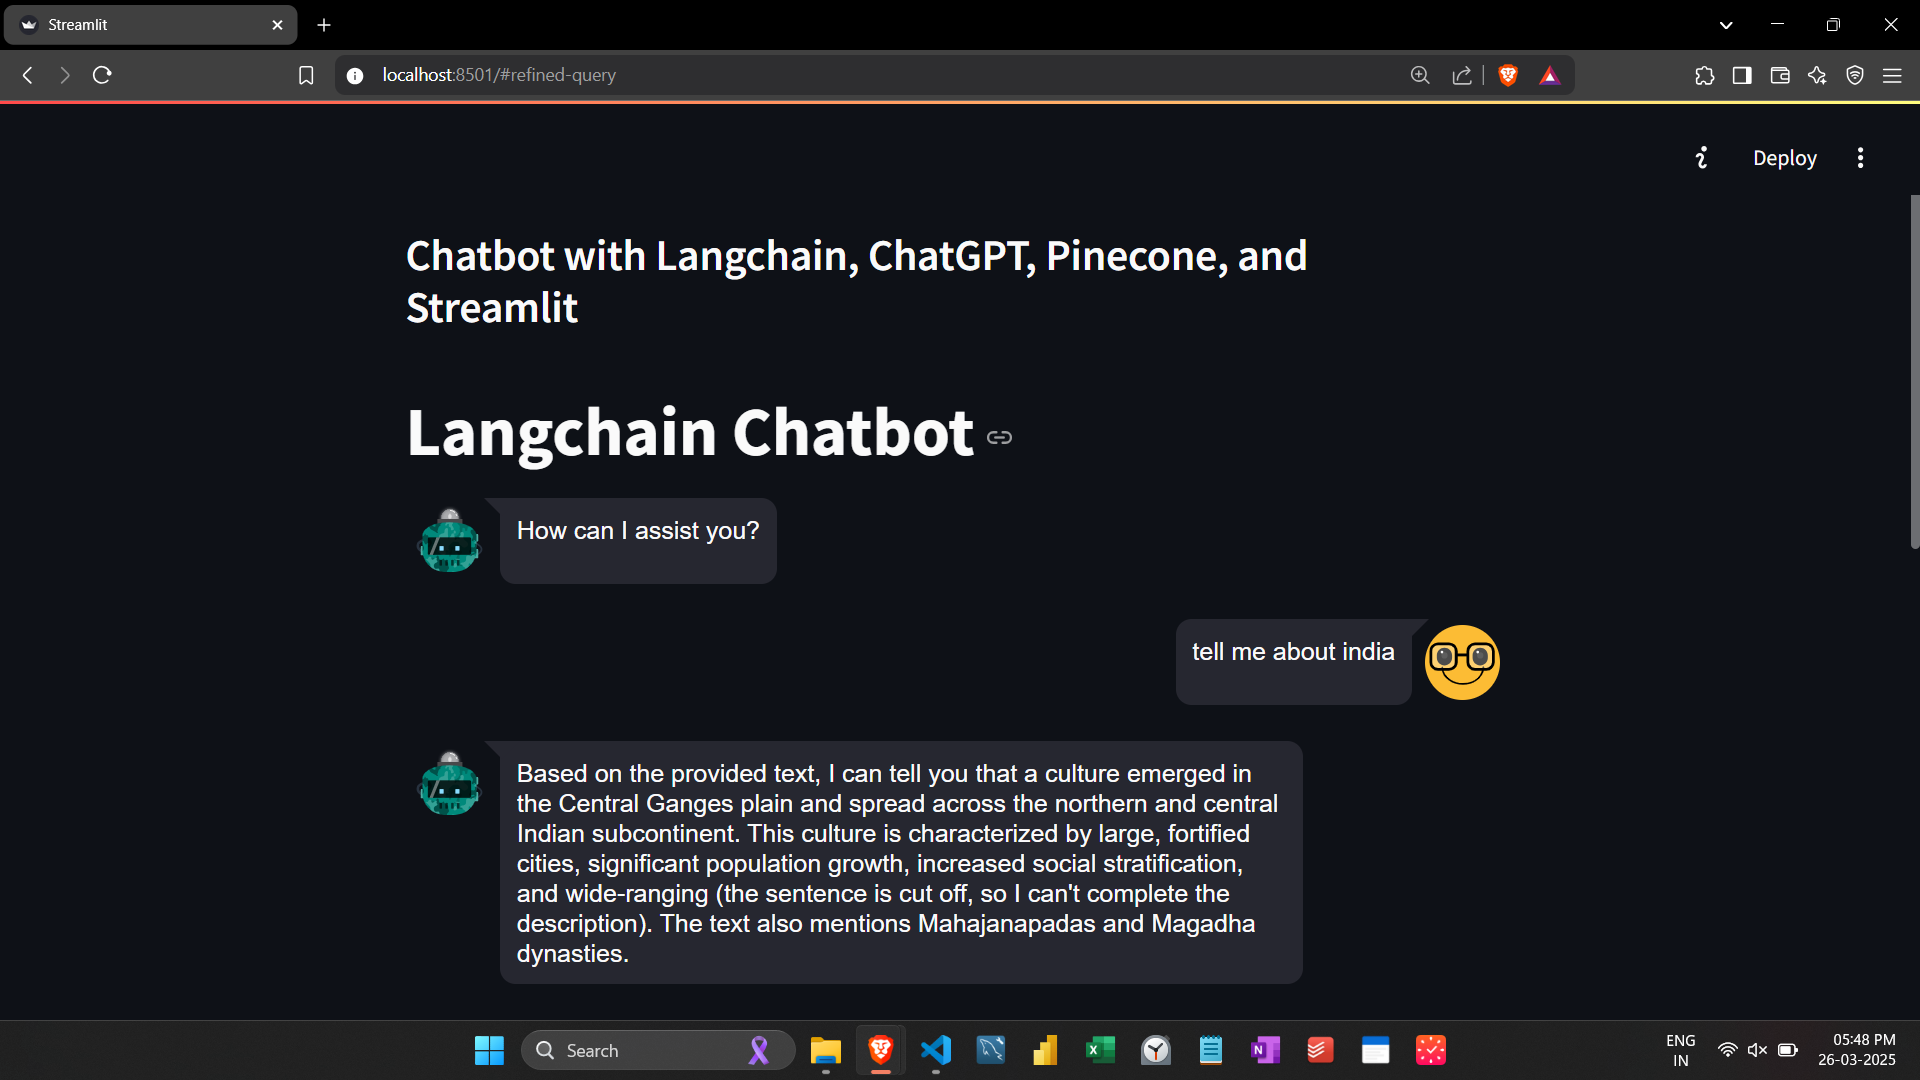 Streamlit
localhost:8501/#refined-query
Deploy
Chatbot with Langchain, ChatGPT, Pinecone, and
Streamlit
Langchain Chatbot
How can I assist you?
tell me about india
Based on the provided text, I can tell you that a culture emerged in
the Central Ganges plain and spread across the northern and central
Indian subcontinent. This culture is characterized by large, fortified
cities, significant population growth, increased social stratification,
and wide-ranging (the sentence is cut off, so I can't complete the
description). The text also mentions Mahajanapadas and Magadha
dynasties.
Search
ENG
IN
05:48 PM
26-03-2025